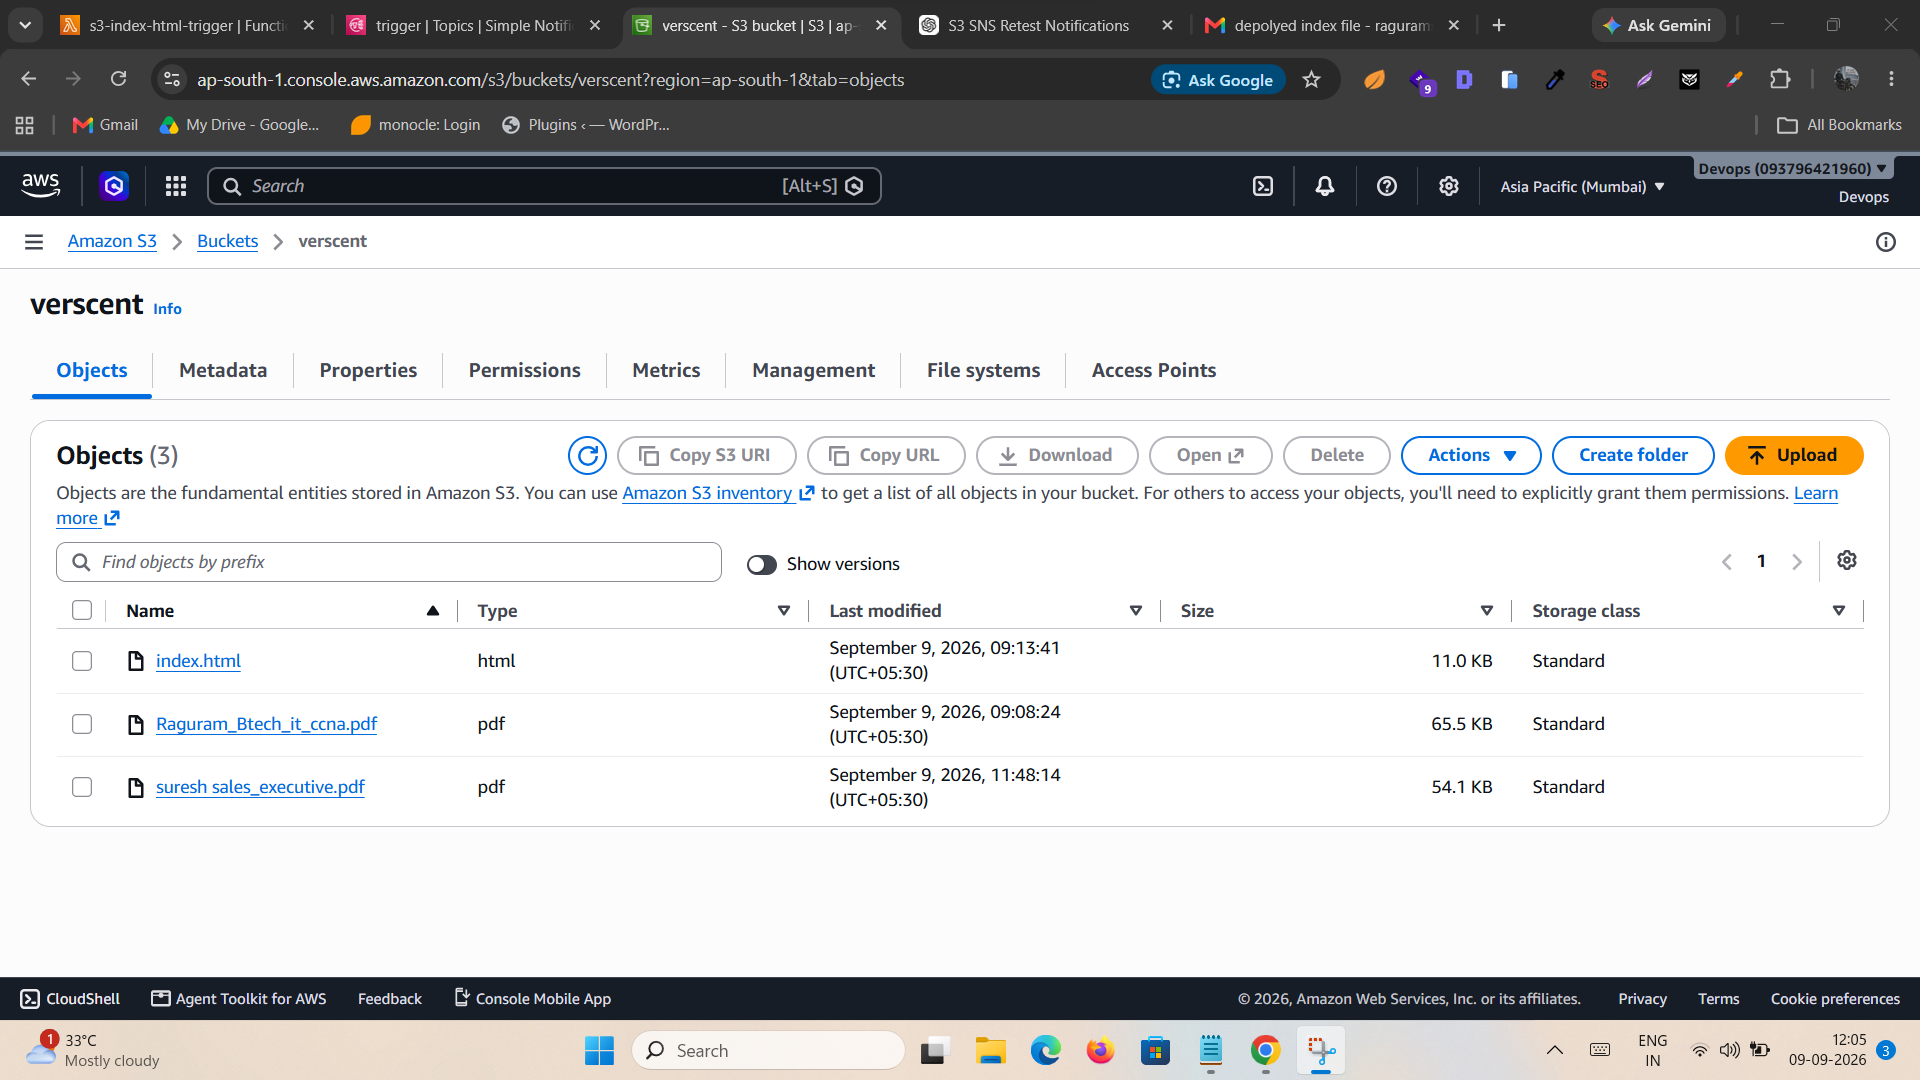 s3-index-html-trigger | Functi
trigger | Topics | Simple Notifi
verscent - S3 bucket | S3 | ap-
S3 SNS Retest Notifications
depolyed index file - raguram
Ask Gemini
ap-south-1.console.aws.amazon.com/s3/buckets/verscent?region=ap-south-1&tab=objects
Ask Google
9
Gmail
My Drive - Google...
monocle: Login
Plugins ‹ — WordPr...
All Bookmarks
aws
Search
[Alt+S]
Asia Pacific (Mumbai)
Devops (093796421960)
Devops
Amazon S3
Buckets
verscent
verscent Info
Objects
Metadata
Properties
Permissions
Metrics
Management
File systems
Access Points
Objects (3)
Copy S3 URI
Copy URL
Download
Open
Delete
Actions
Create folder
Upload
Objects are the fundamental entities stored in Amazon S3. You can use Amazon S3 inventory to get a list of all objects in your bucket. For others to access your objects, you'll need to explicitly grant them permissions. Learn
more
Find objects by prefix
Show versions
1
Name
Type
Last modified
Size
Storage class
index.html
html
September 9, 2026, 09:13:41
(UTC+05:30)
11.0 KB
Standard
Raguram_Btech_it_ccna.pdf
pdf
September 9, 2026, 09:08:24
(UTC+05:30)
65.5 KB
Standard
suresh sales_executive.pdf
pdf
September 9, 2026, 11:48:14
(UTC+05:30)
54.1 KB
Standard
CloudShell
Agent Toolkit for AWS
Feedback
Console Mobile App
© 2026, Amazon Web Services, Inc. or its affiliates.
Privacy
Terms
Cookie preferences
1
33°C
Mostly cloudy
Search
ENG
IN
12:05
09-09-2026
3